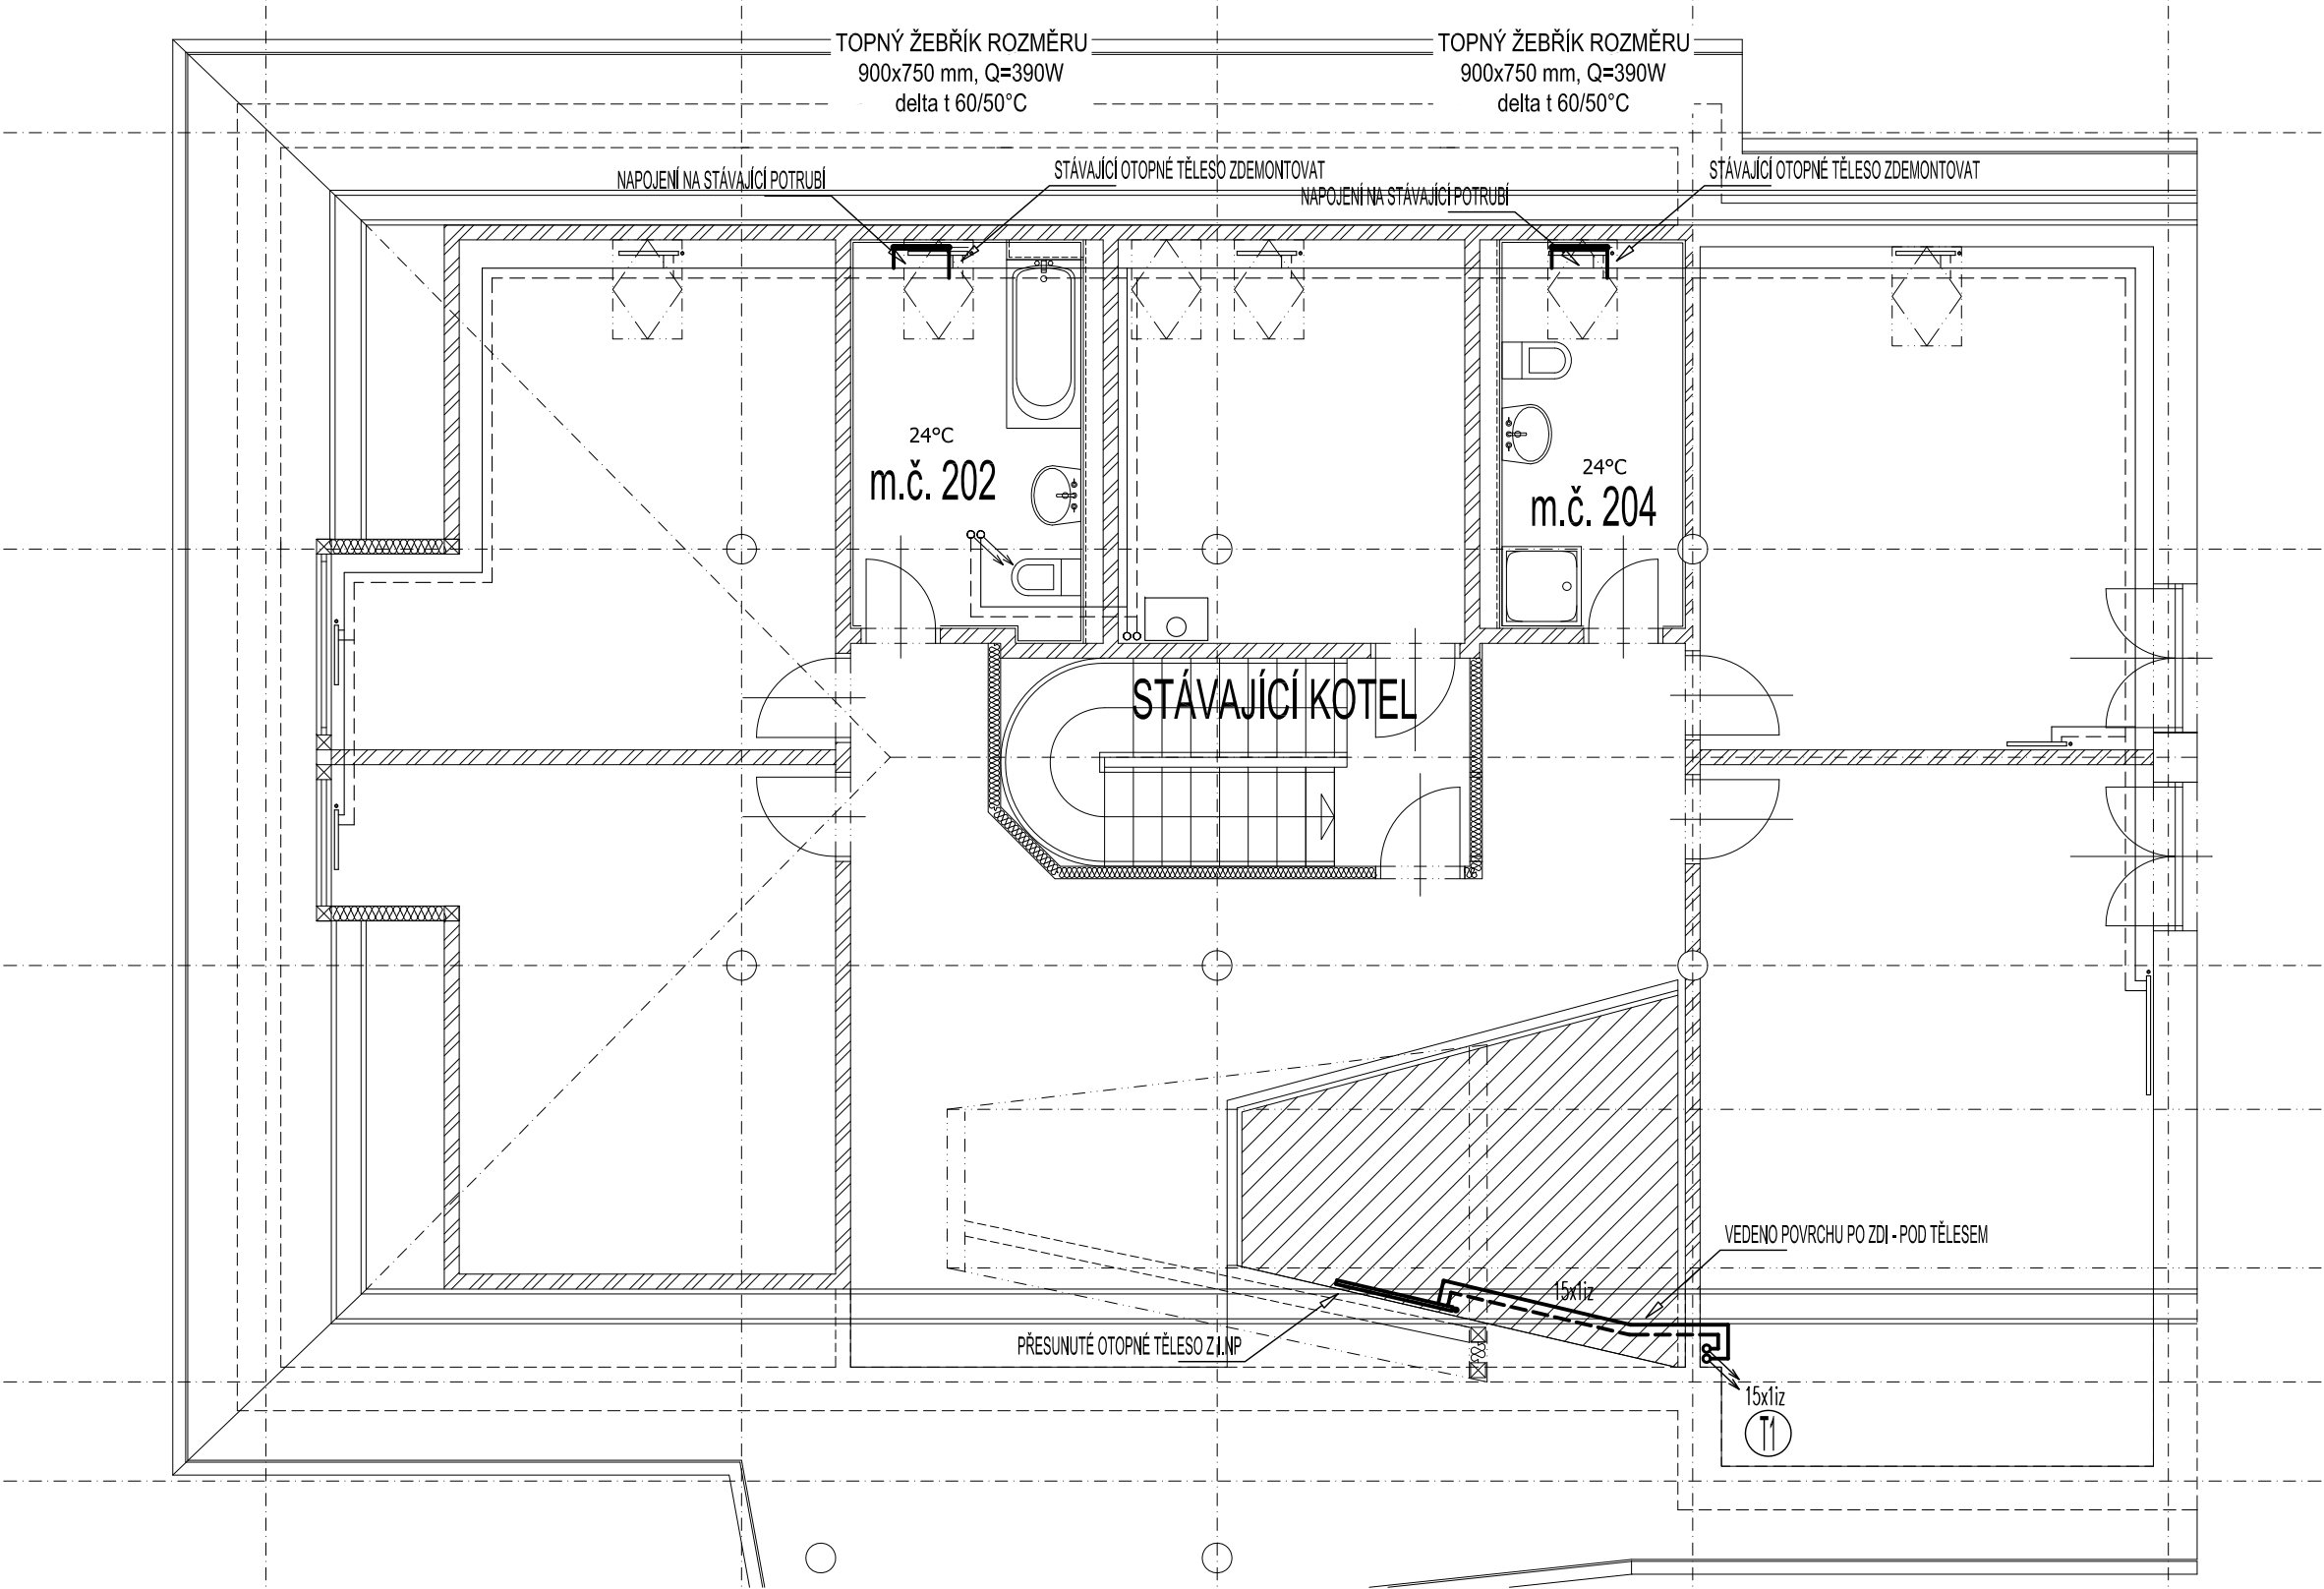 TOPNÝ ŽEBŘÍK ROZMĚRU
900x750 mm, Q=390W
delta t 60/50°C
TOPNÝ ŽEBŘÍK ROZMĚRU
900x750 mm, Q=390W
delta t 60/50°C
NAPOJENÍ NA STÁVAJÍCÍ POTRUBÍ
STÁVAJÍCÍ OTOPNÉ TĚLESO ZDEMONTOVAT
NAPOJENÍ NA STÁVAJÍCÍ POTRUBÍ
STÁVAJÍCÍ OTOPNÉ TĚLESO ZDEMONTOVAT
24°C
m.č. 202
24°C
m.č. 204
STÁVAJÍCÍ KOTEL
VEDENO POVRCHU PO ZDI - POD TĚLESEM
15x1iz
PŘESUNUTÉ OTOPNÉ TĚLESO Z I.NP
15x1iz
T1